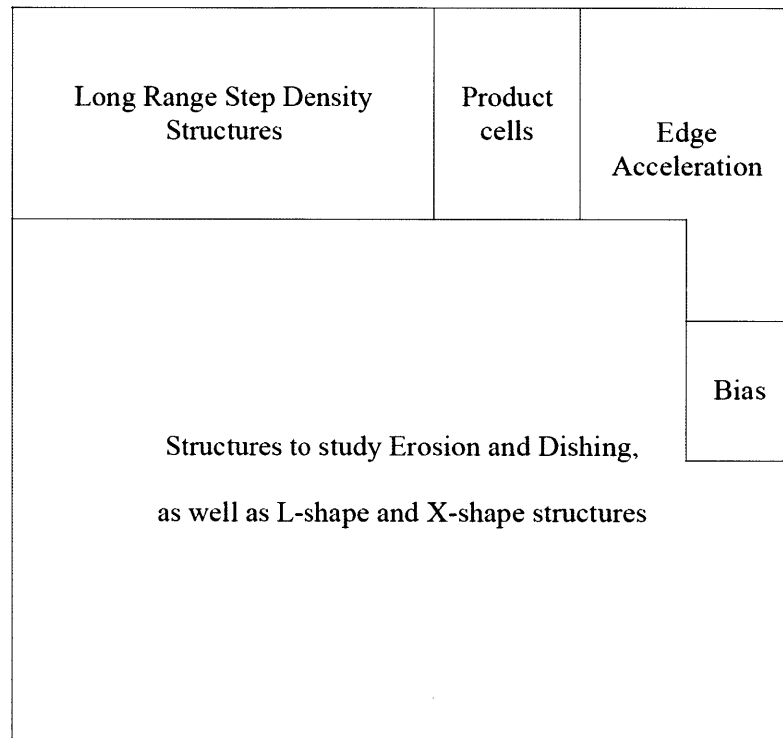 Long Range Step Density
Structures
Product
cells
Edge
Acceleration
Bias
Structures to study Erosion and Dishing,
as well as L-shape and X-shape structures